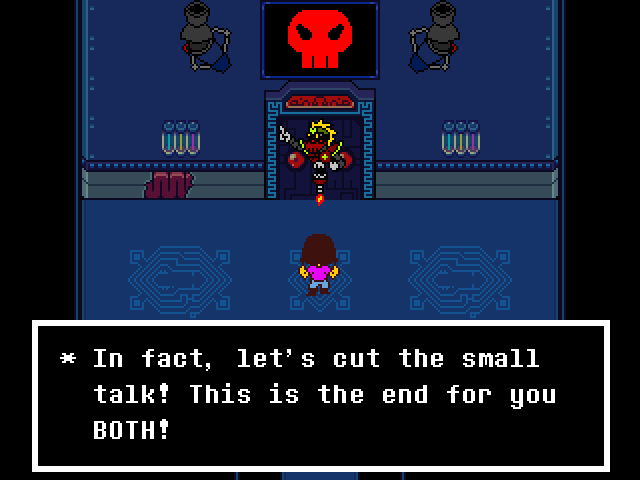 * In fact, let's cut the small
talk! This is the end for you
BOTH!